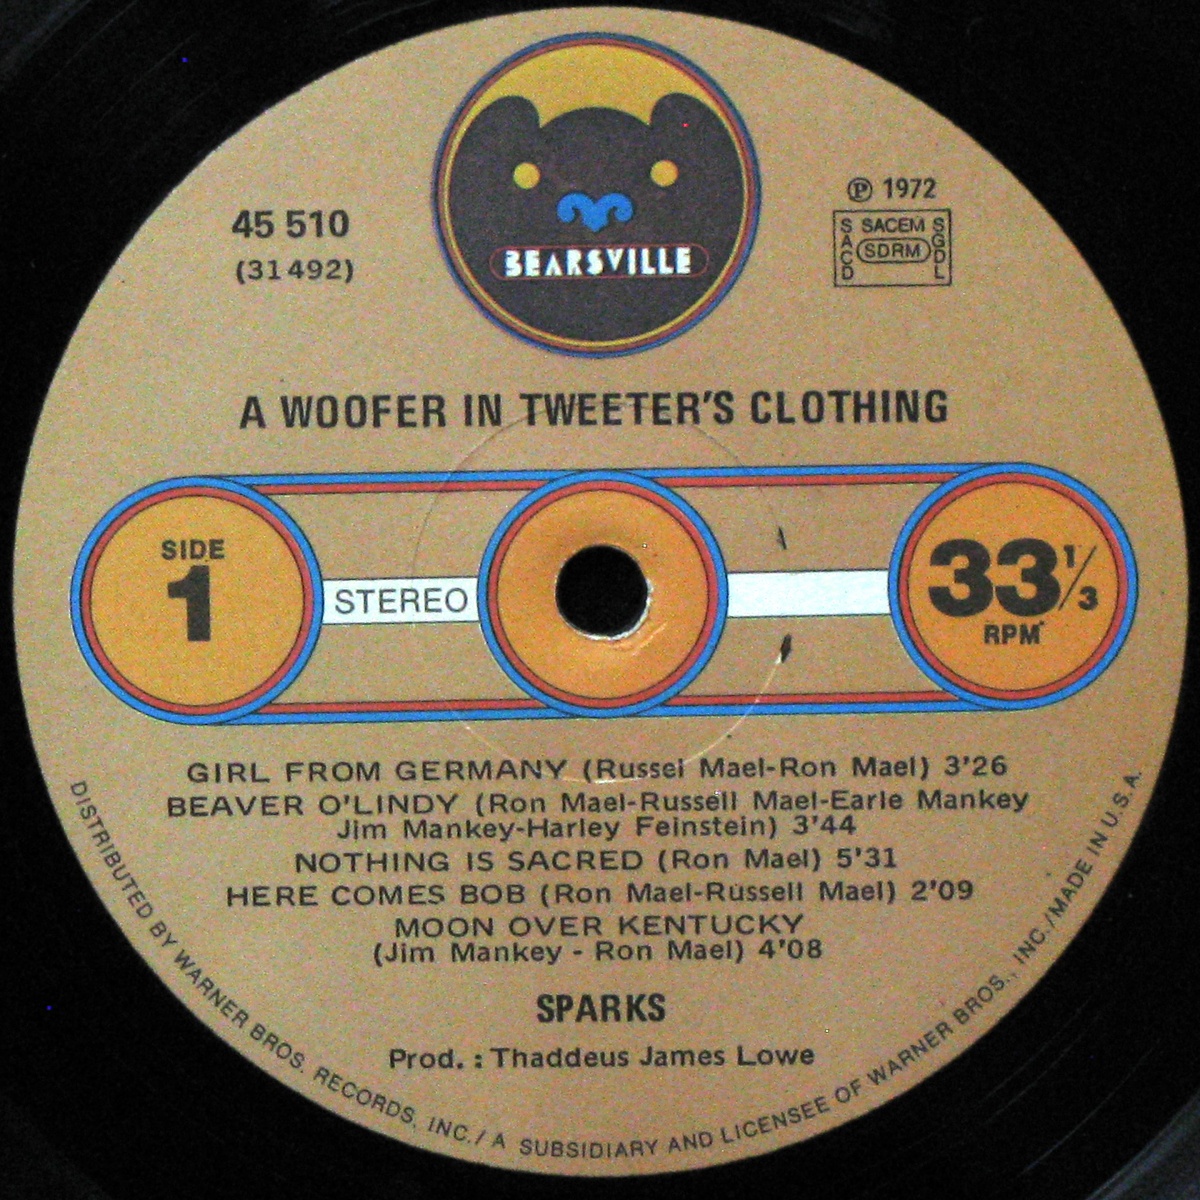 BEARSVILLE
45 510
(31 492)
℗ 1972
SACD SACEM SGDL
SDRM
A WOOFER IN TWEETER'S CLOTHING
SIDE
1
STEREO
33 1/3
RPM
GIRL FROM GERMANY (Russel Mael-Ron Mael) 3'26
BEAVER O'LINDY (Ron Mael-Russell Mael-Earle Mankey
Jim Mankey-Harley Feinstein) 3'44
NOTHING IS SACRED (Ron Mael) 5'31
HERE COMES BOB (Ron Mael-Russell Mael) 2'09
MOON OVER KENTUCKY
(Jim Mankey - Ron Mael) 4'08
SPARKS
Prod. : Thaddeus James Lowe
DISTRIBUTED BY WARNER BROS. RECORDS, INC./ A SUBSIDIARY AND LICENSEE OF WARNER BROS., INC./MADE IN U.S.A.